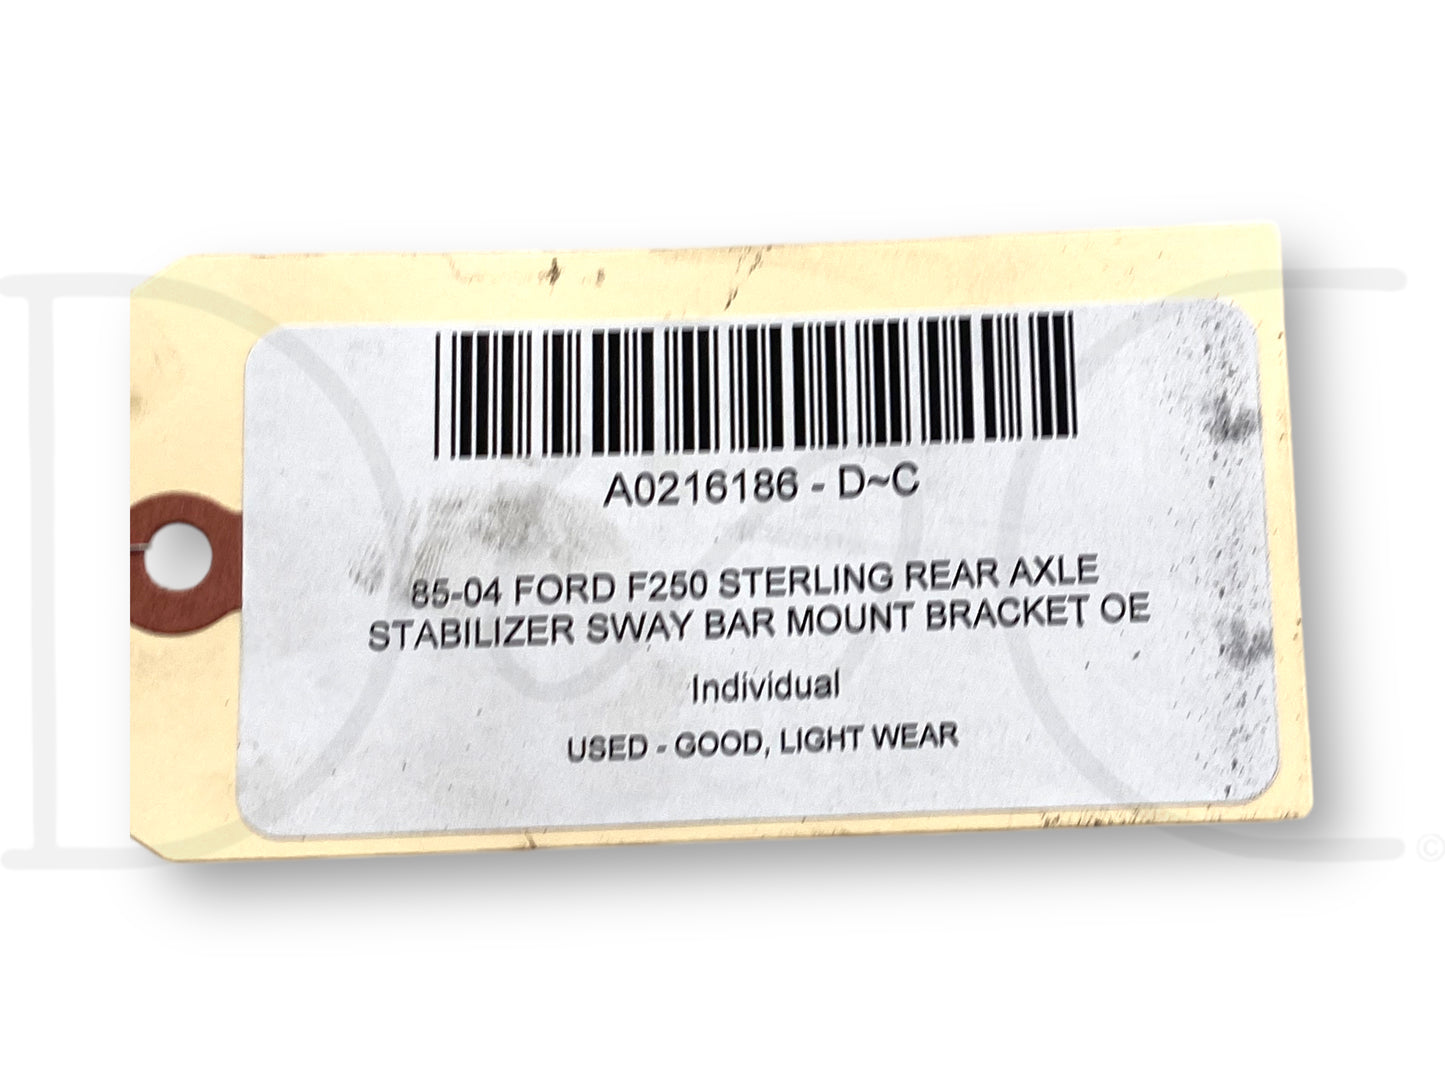 A0216186 - D~C
85-04 FORD F250 STERLING REAR AXLE
STABILIZER SWAY BAR MOUNT BRACKET OE
Individual
USED - GOOD, LIGHT WEAR
D C ©